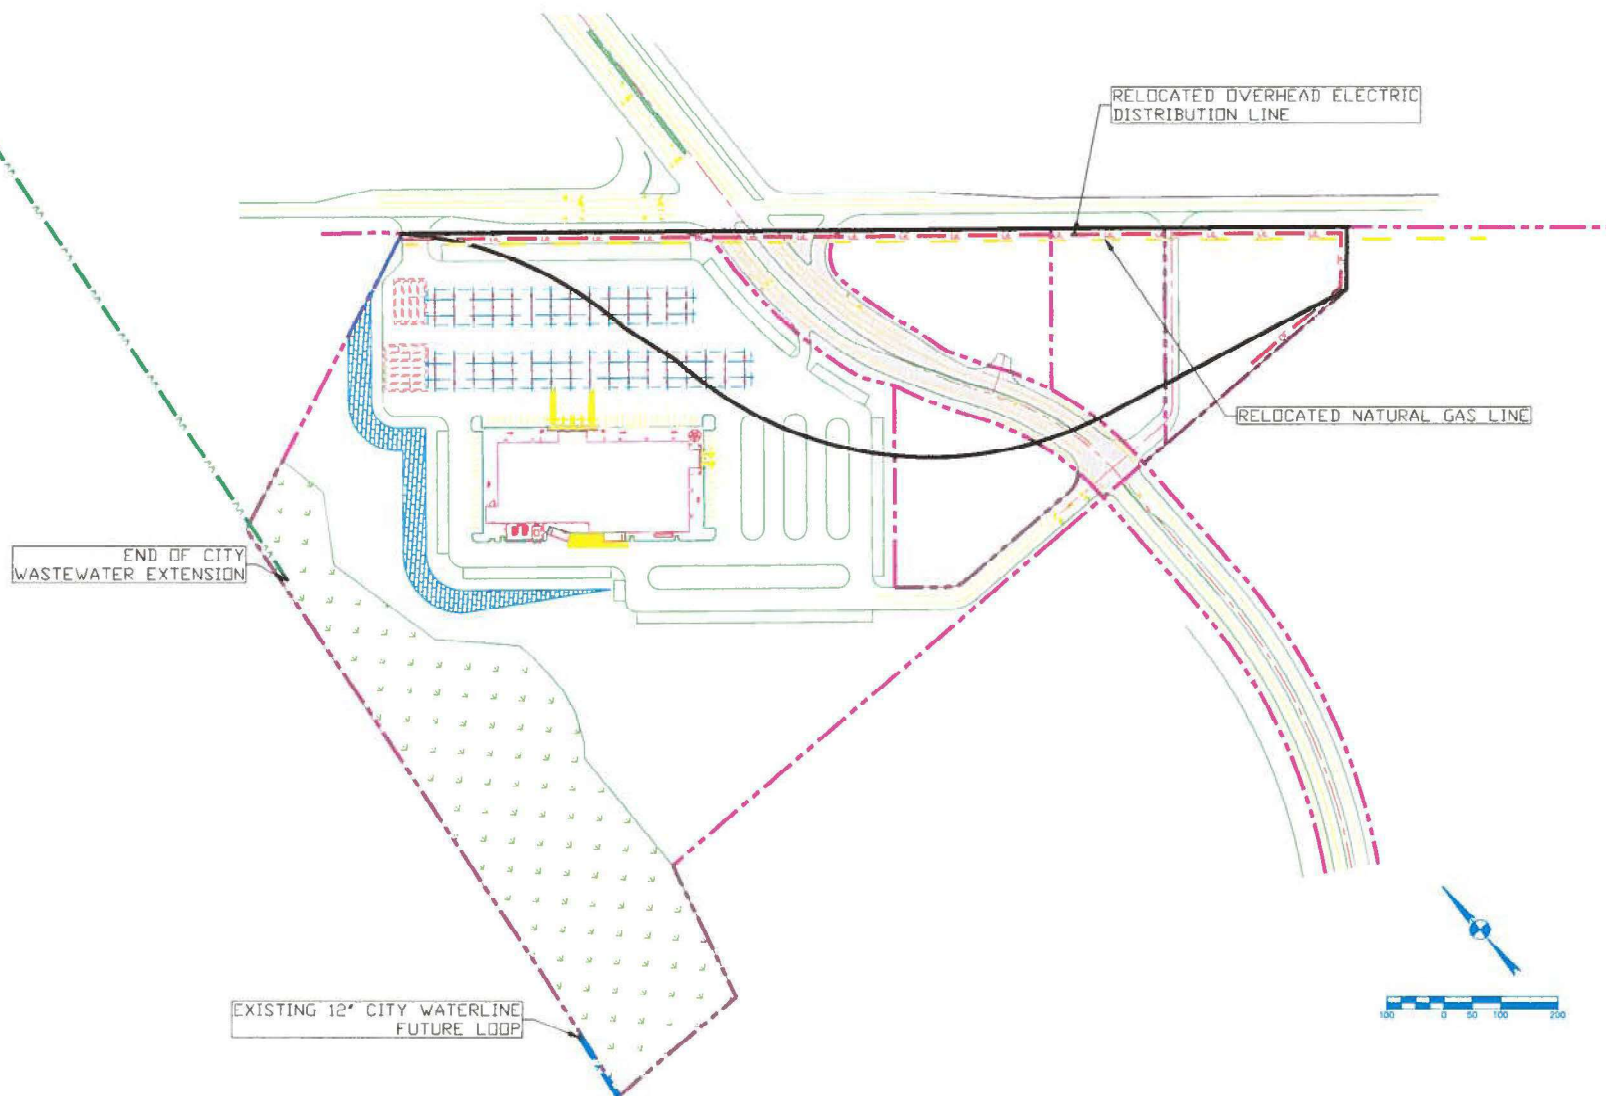 RELOCATED OVERHEAD ELECTRIC
DISTRIBUTION LINE
RELOCATED NATURAL GAS LINE
END OF CITY
WASTEWATER EXTENSION
EXISTING 12" CITY WATERLINE
FUTURE LOOP
100 0 50 100 200